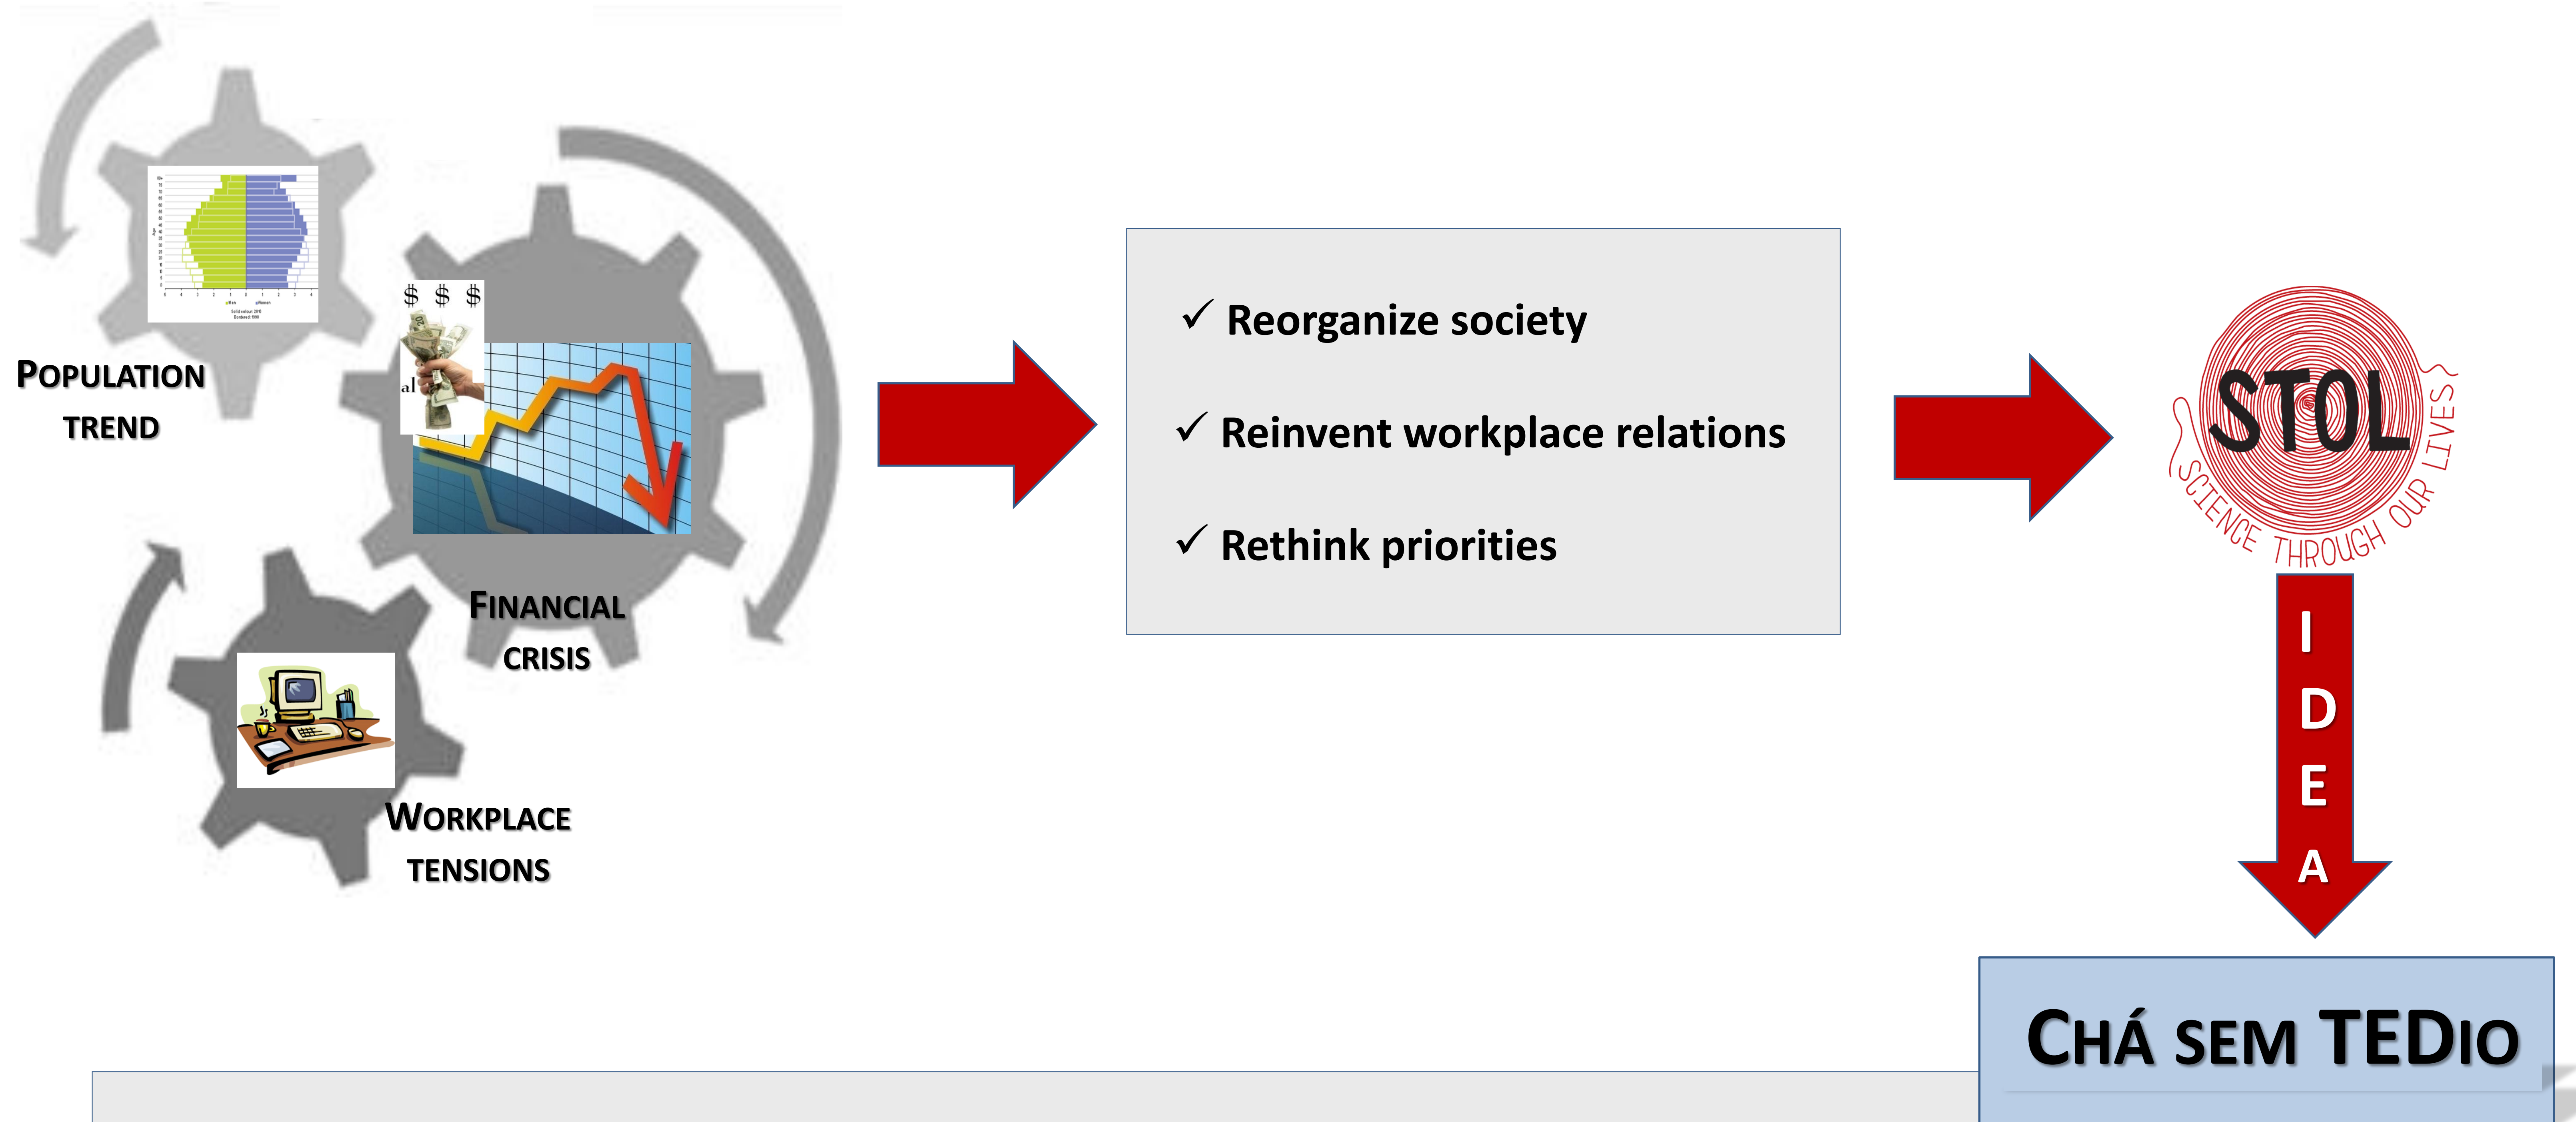 POPULATION
TREND
$ $ $
al
FINANCIAL
CRISIS
WORKPLACE
TENSIONS
✓ Reorganize society
✓ Reinvent workplace relations
✓ Rethink priorities
STOL
SCIENCE THROUGH OUR LIVES
I
D
E
A
CHÁ SEM TEDIO